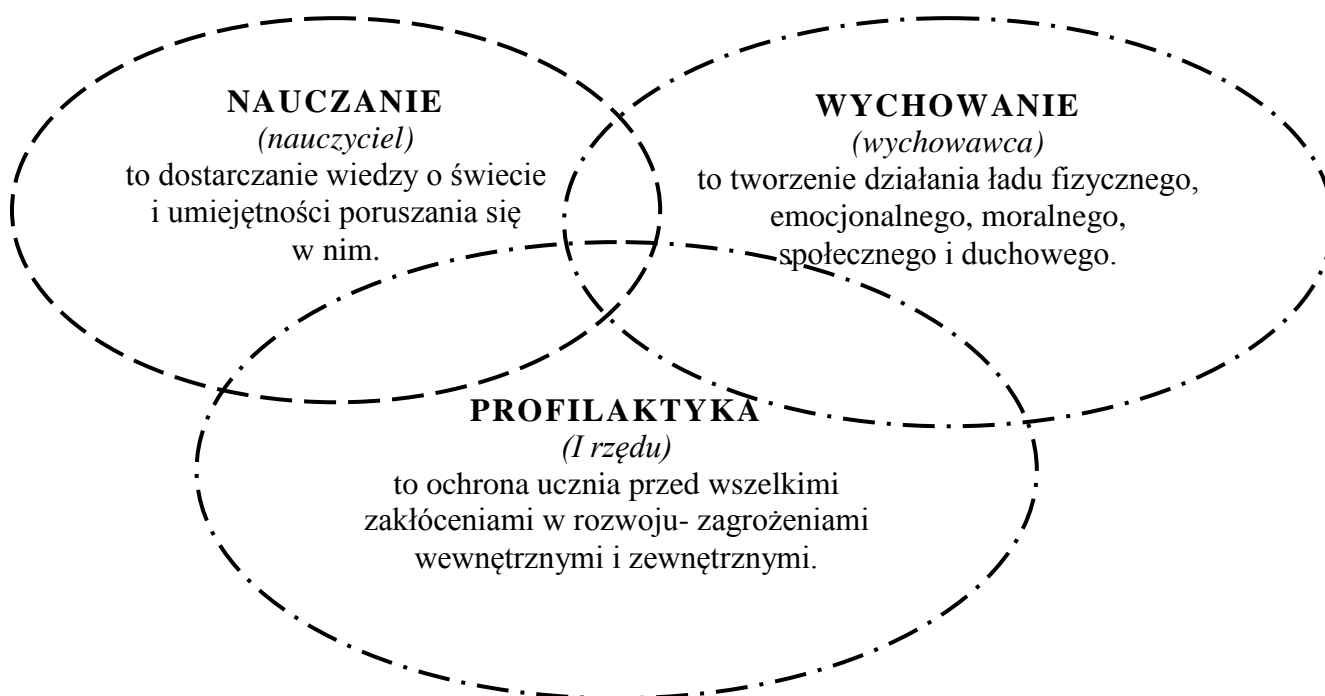 NAUCZANIE
(nauczyciel)
to dostarczanie wiedzy o świecie
i umiejętności poruszania się
w nim.
WYCHOWANIE
(wychowawca)
to tworzenie działania ładu fizycznego,
emocjonalnego, moralnego,
społecznego i duchowego.
PROFILAKTYKA
(I rzędu)
to ochrona ucznia przed wszelkimi
zakłóceniami w rozwoju- zagrożeniami
wewnętrznymi i zewnętrznymi.